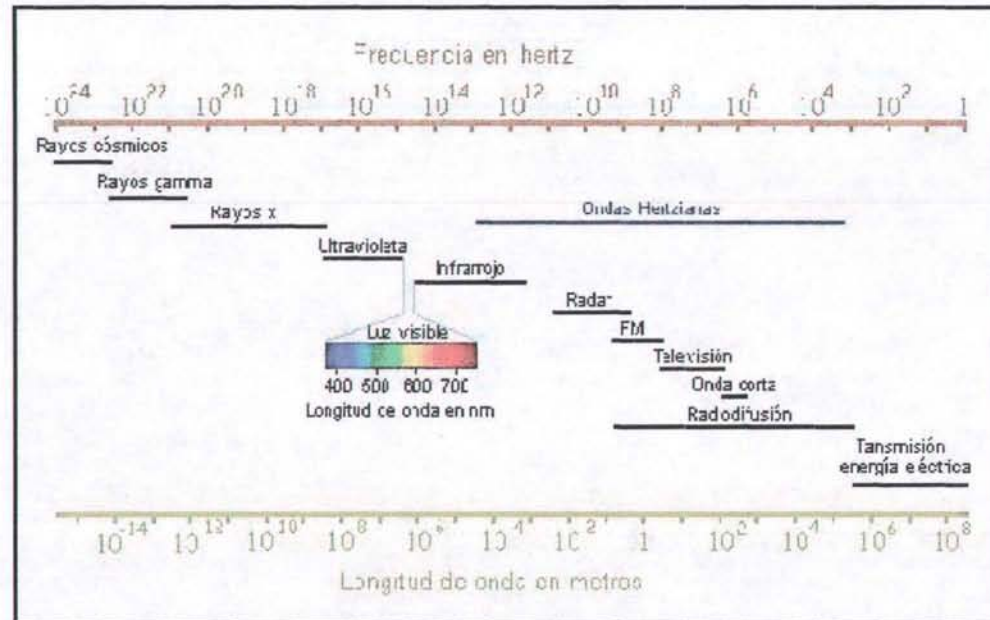 Frecuencia en hertz
10^24 10^22 10^20 10^18 10^15 10^14 10^12 10^10 10^8 10^6 10^4 10^2 1
Rayos cósmicos
Rayos gamma
Rayos x
Ondas Hertzianas
Ultravioleta
Infrarrojo
Radar
Luz visible
FM
Televisión
400 500 600 700
Onda corta
Longitud de onda en nm
Radiodifusión
Tansmisión
energía eléctrica
10^-14 10^12 10^10 10^8 10^6 10^4 10^2 1 10^4 10^6 10^8
Longitud de onda en metros